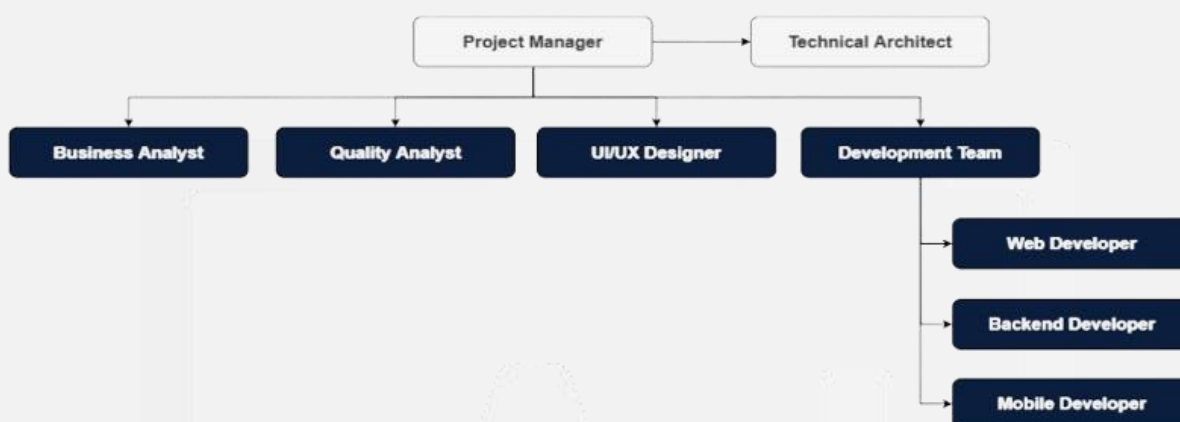 Project Manager
Technical Architect
Business Analyst
Quality Analyst
UI/UX Designer
Development Team
Web Developer
Backend Developer
Mobile Developer